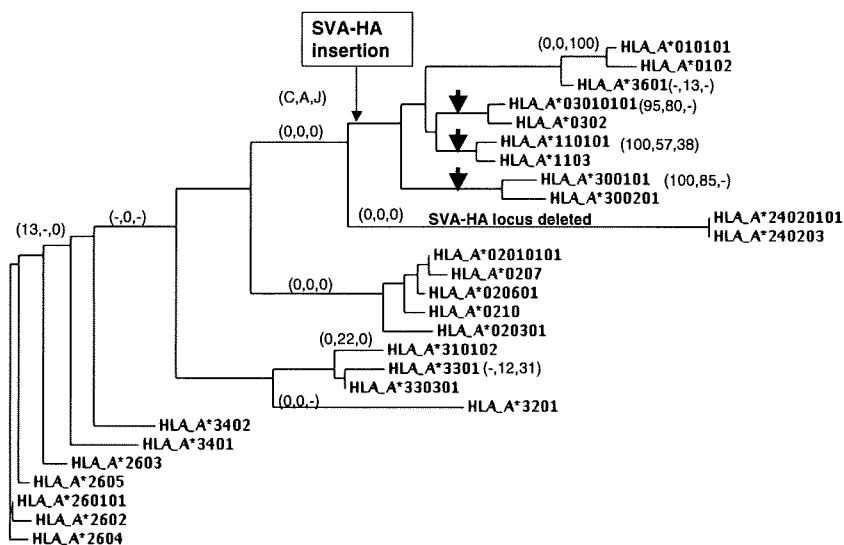 SVA-HA
insertion
(0,0,100)
HLA_A*010101
HLA_A*0102
HLA_A*3601(-,13,-)
(C,A,J)
HLA_A*03010101(95,80,-)
HLA_A*0302
(0,0,0)
HLA_A*110101 (100,57,38)
HLA_A*1103
HLA_A*300101 (100,85,-)
HLA_A*300201
(0,0,0) SVA-HA locus deleted
HLA_A*24020101
HLA_A*240203
(-,0,-)
(13,-,0)
HLA_A*02010101
HLA_A*0207
(0,0,0)
HLA_A*020601
HLA_A*0210
HLA_A*020301
(0,22,0)
HLA_A*310102
HLA_A*3301(-,12,31)
HLA_A*330301
(0,0,-)
HLA_A*3201
HLA_A*3402
HLA_A*3401
HLA_A*2603
HLA_A*2605
HLA_A*260101
HLA_A*2602
HLA_A*2604